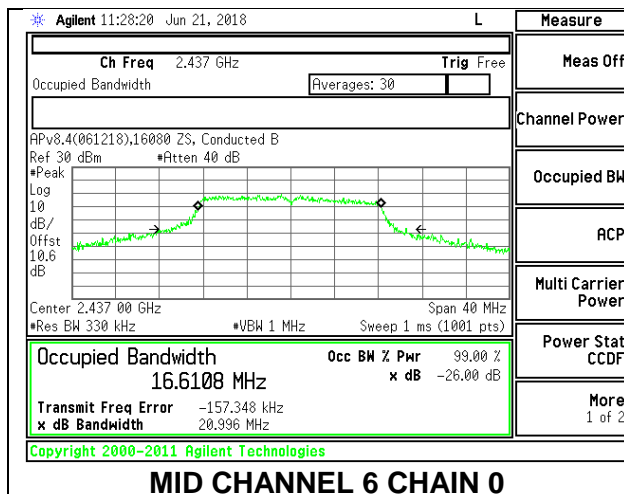 Agilent 11:28:20 Jun 21, 2018 L Measure
Ch Freq 2.437 GHz Trig Free
Meas Off
Occupied Bandwidth Averages: 30
Channel Power
APv8.4(061218),16080 ZS, Conducted B
Ref 30 dBm #Atten 40 dB
#Peak
Log
10
dB/
Offst
10.6
dB
Occupied BW
ACP
Multi Carrier
Power
Center 2.437 00 GHz Span 40 MHz
#Res BW 330 kHz #VBW 1 MHz Sweep 1 ms (1001 pts)
Power Stat
CCDF
Occupied Bandwidth Occ BW % Pwr 99.00 %
16.6108 MHz x dB -26.00 dB
Transmit Freq Error -157.348 kHz
x dB Bandwidth 20.996 MHz
More
1 of 2
Copyright 2000-2011 Agilent Technologies
MID CHANNEL 6 CHAIN 0